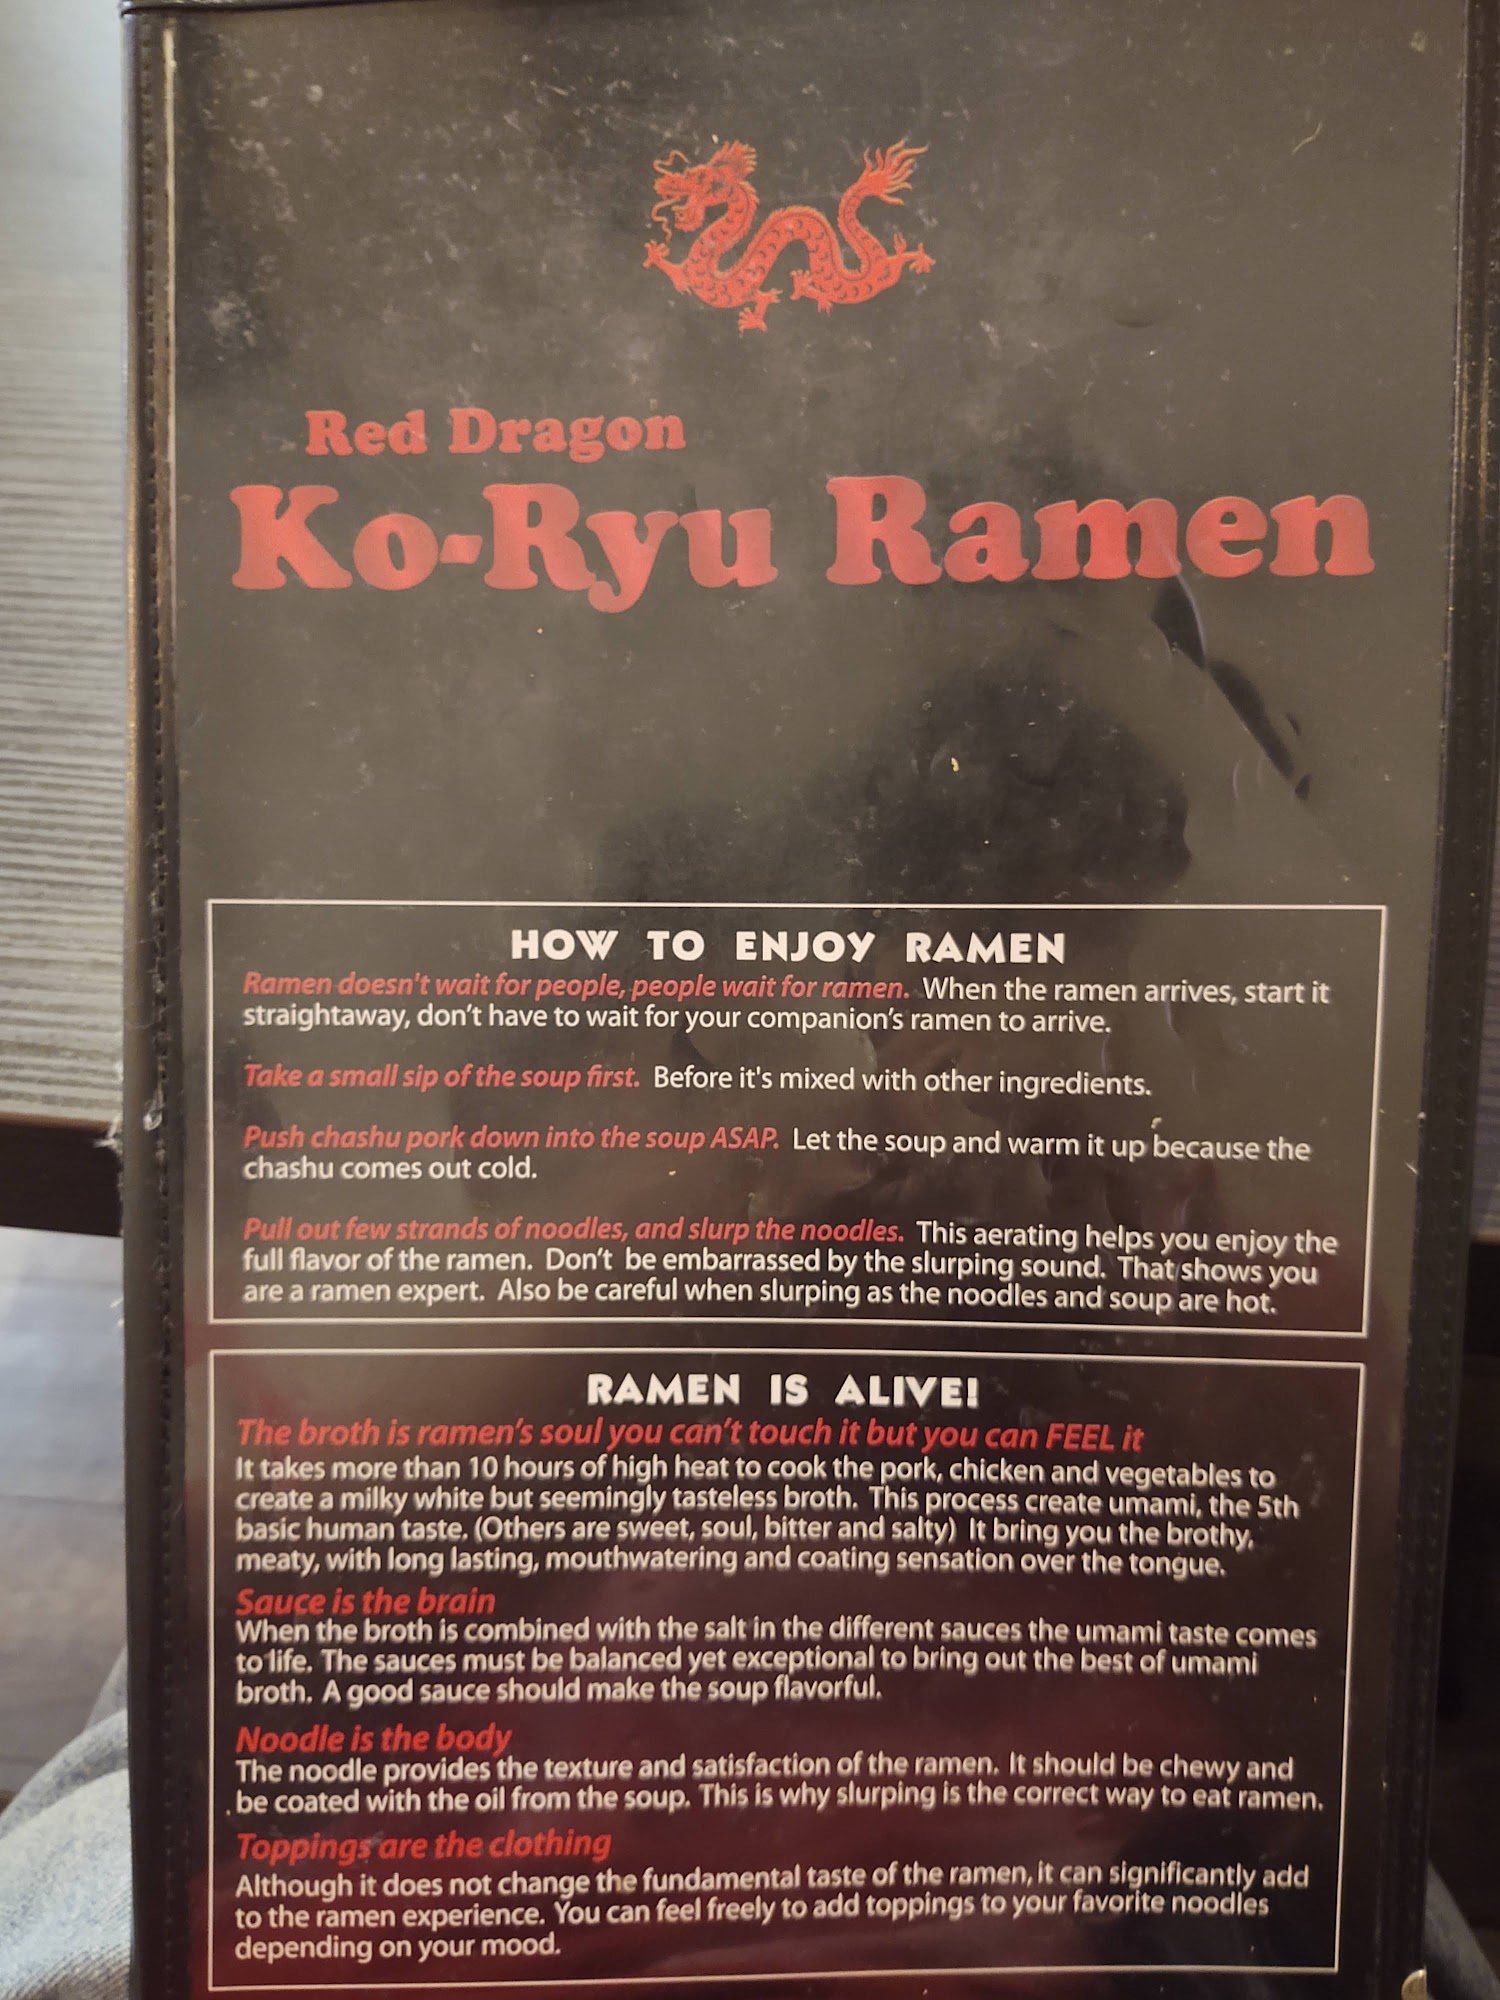 Red Dragon
Ko-Ryu Ramen
HOW TO ENJOY RAMEN
Ramen doesn't wait for people, people wait for ramen. When the ramen arrives, start it
straightaway, don't have to wait for your companion's ramen to arrive.
Take a small sip of the soup first. Before it's mixed with other ingredients.
Push chashu pork down into the soup ASAP. Let the soup and warm it up because the
chashu comes out cold.
Pull out few strands of noodles, and slurp the noodles. This aerating helps you enjoy the
full flavor of the ramen. Don't be embarrassed by the slurping sound. That shows you
are a ramen expert. Also be careful when slurping as the noodles and soup are hot.
RAMEN IS ALIVE!
The broth is ramen's soul you can't touch it but you can FEEL it
It takes more than 10 hours of high heat to cook the pork, chicken and vegetables to
create a milky white but seemingly tasteless broth. This process create umami, the 5th
basic human taste. (Others are sweet, soul, bitter and salty) It bring you the brothy,
meaty, with long lasting, mouthwatering and coating sensation over the tongue.
Sauce is the brain
When the broth is combined with the salt in the different sauces the umami taste comes
to life. The sauces must be balanced yet exceptional to bring out the best of umami
broth. A good sauce should make the soup flavorful.
Noodle is the body
The noodle provides the texture and satisfaction of the ramen. It should be chewy and
be coated with the oil from the soup. This is why slurping is the correct way to eat ramen.
Toppings are the clothing
Although it does not change the fundamental taste of the ramen, it can significantly add
to the ramen experience. You can feel freely to add toppings to your favorite noodles
depending on your mood.